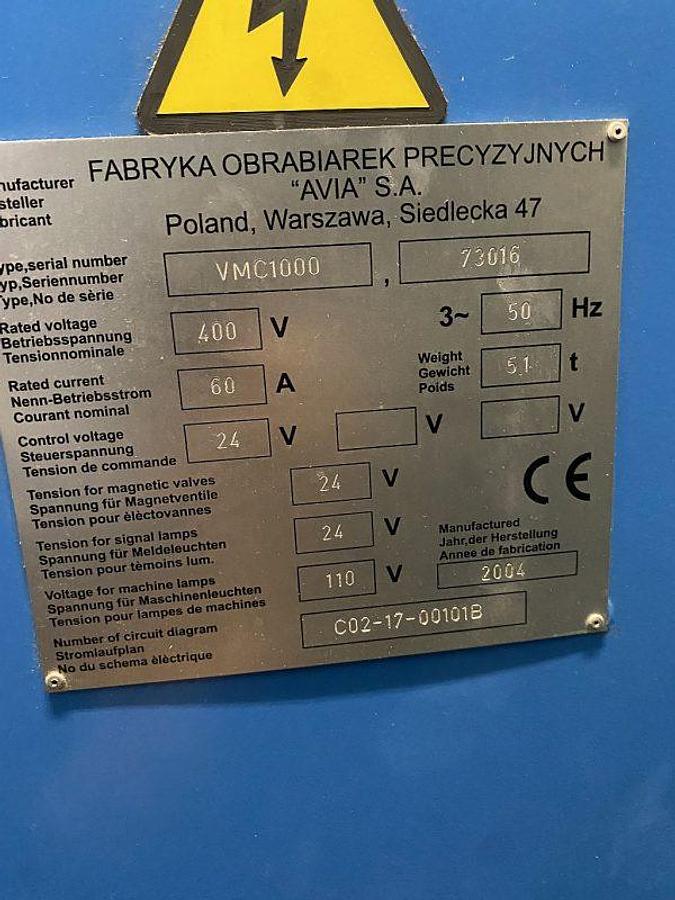 nufacturer FABRYKA OBRABIAREK PRECYZYJNYCH
steller "AVIA" S.A.
bricant Poland, Warszawa, Siedlecka 47
ype,serial number
yp,Seriennumber VMC1000 , 73016
Type,No de sèrie
Rated voltage
Betriebsspannung 400 V 3~ 50 Hz
Tensionnominale
Rated current Weight
Nenn-Betriebsstrom 60 A Gewicht 5.1 t
Courant nominal Poids
Control voltage
Steuerspannung 24 V V V
Tension de commande
Tension for magnetic valves
Spannung für Magnetventile 24 V CE
Tension pour èlèctovannes
Tension for signal lamps Manufactured
Spannung für Meldeleuchten 24 V Jahr,der Herstellung
Tension pour tèmoins lum. Annee de fabrication
Voltage for machine lamps
Spannung für Maschinenleuchten 110 V 2004
Tension pour lampes de machines
Number of circuit diagram
Stromlaufplan C02-17-00101B
No du schema èlèctrique